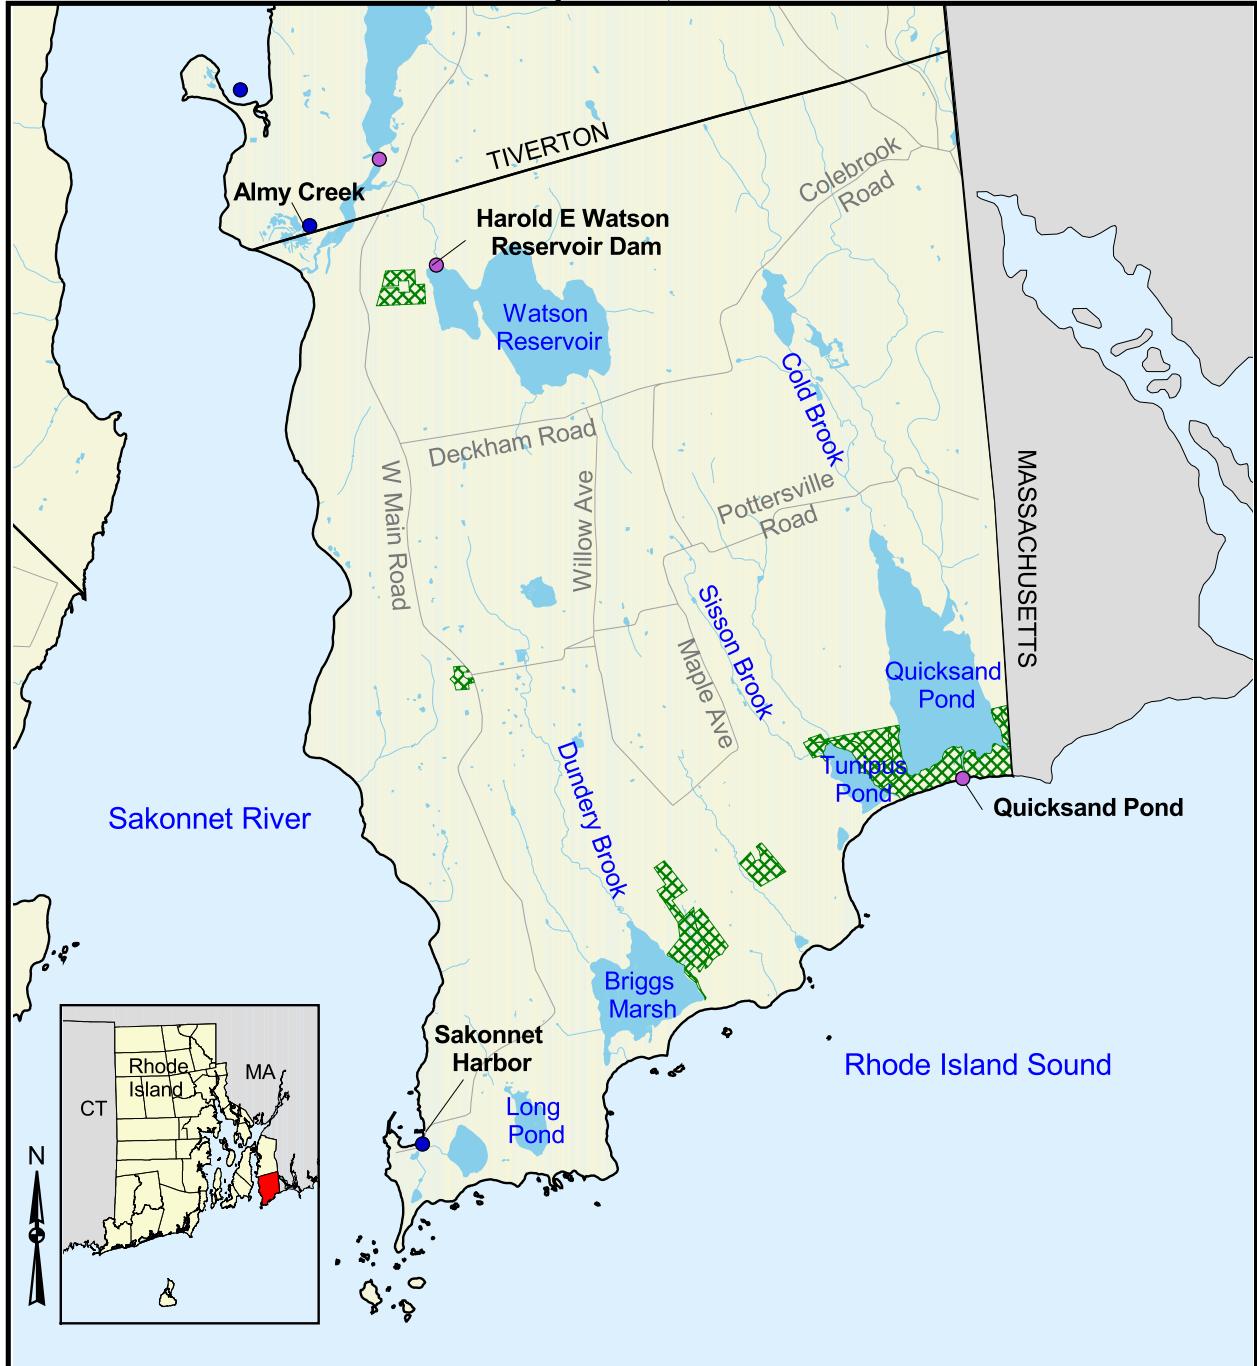 TIVERTON
Colebrook
Road
Almy Creek
Harold E Watson
Reservoir Dam
Watson
Reservoir
Cold Brook
Deckham Road
W Main Road
Willow Ave
Pottersville
Road
MASSACHUSETTS
Sisson Brook
Maple Ave
Quicksand
Pond
Tunipus
Pond
Quicksand Pond
Sakonnet River
Dundery Brook
Briggs
Marsh
Sakonnet
Harbor
Rhode Island Sound
Long
Pond
Rhode
Island
MA
CT
N